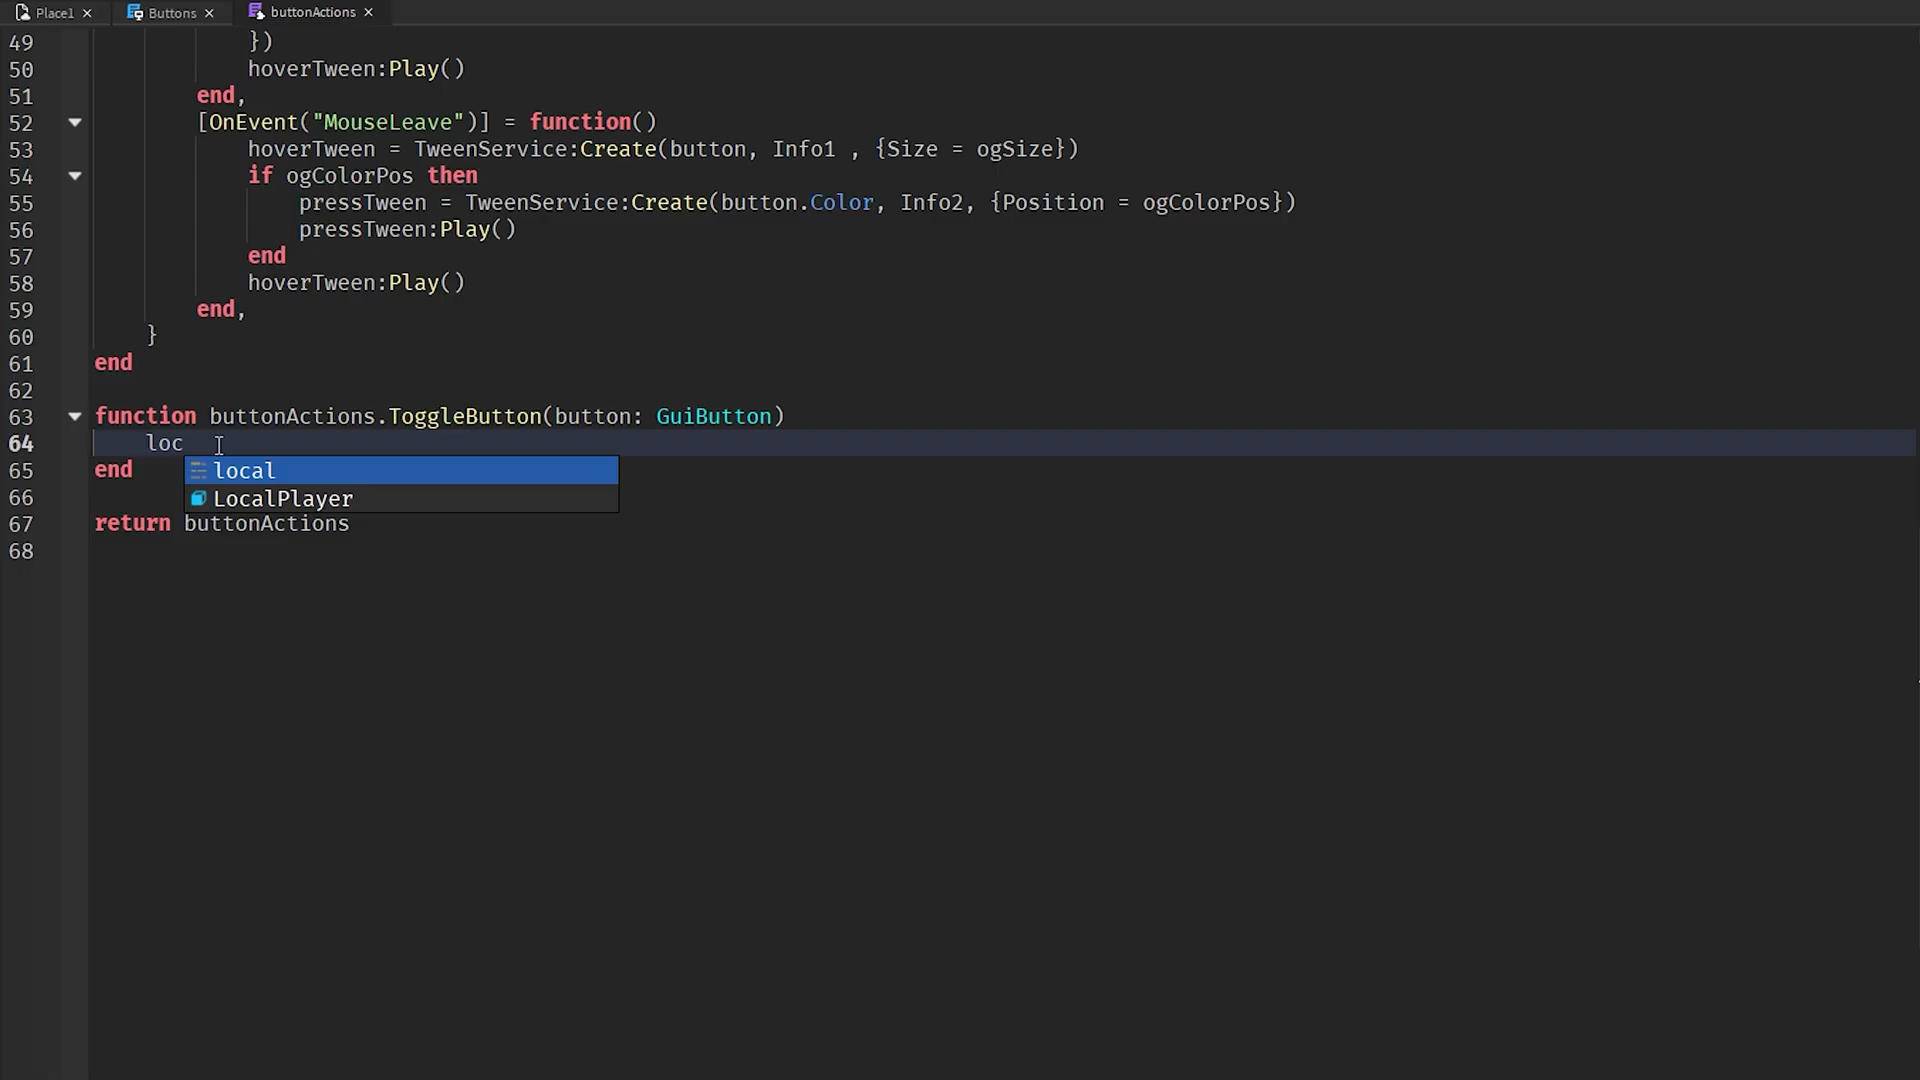 Place1 × Buttons × buttonActions ×
49 })
50 hoverTween:Play()
51 end,
52 [OnEvent("MouseLeave")] = function()
53 hoverTween = TweenService:Create(button, Info1 , {Size = ogSize})
54 if ogColorPos then
55 pressTween = TweenService:Create(button.Color, Info2, {Position = ogColorPos})
56 pressTween:Play()
57 end
58 hoverTween:Play()
59 end,
60 }
61 end
62
63 function buttonActions.ToggleButton(button: GuiButton)
64 loc
65 end
local
66
LocalPlayer
67 return buttonActions
68